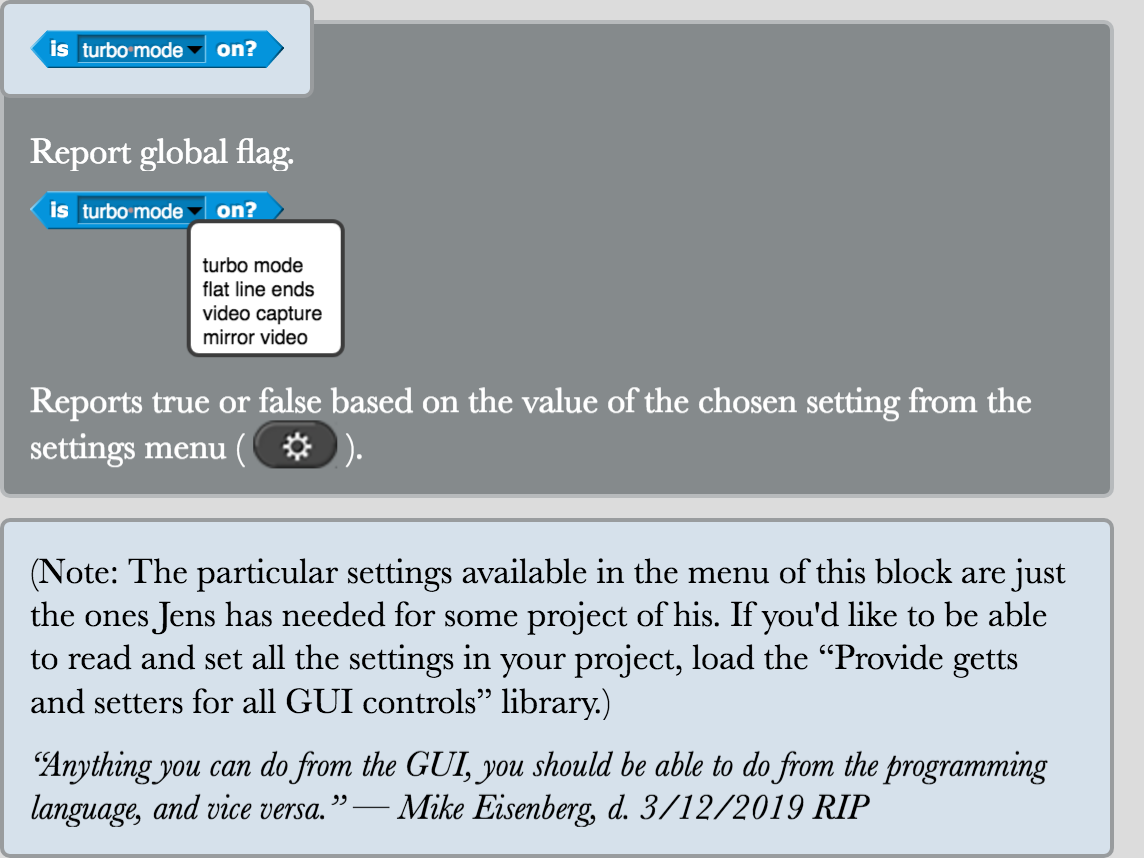 is turbo mode on?
Report global flag.
is turbo mode on?
turbo mode
flat line ends
video capture
mirror video
Reports true or false based on the value of the chosen setting from the
settings menu ( ).
(Note: The particular settings available in the menu of this block are just
the ones Jens has needed for some project of his. If you'd like to be able
to read and set all the settings in your project, load the “Provide getts
and setters for all GUI controls” library.)
“Anything you can do from the GUI, you should be able to do from the programming
language, and vice versa.” — Mike Eisenberg, d. 3/12/2019 RIP